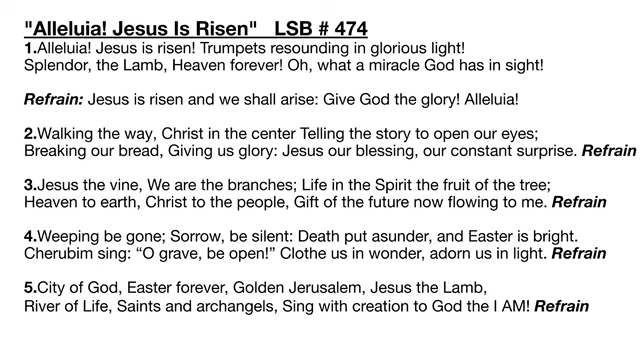 "Alleluia! Jesus Is Risen"   LSB # 474
1.Alleluia! Jesus is risen! Trumpets resounding in glorious light!
Splendor, the Lamb, Heaven forever! Oh, what a miracle God has in sight!
Refrain: Jesus is risen and we shall arise: Give God the glory! Alleluia!
2.Walking the way, Christ in the center Telling the story to open our eyes;
Breaking our bread, Giving us glory: Jesus our blessing, our constant surprise. Refrain
3.Jesus the vine, We are the branches; Life in the Spirit the fruit of the tree;
Heaven to earth, Christ to the people, Gift of the future now flowing to me. Refrain
4.Weeping be gone; Sorrow, be silent: Death put asunder, and Easter is bright.
Cherubim sing: “O grave, be open!” Clothe us in wonder, adorn us in light. Refrain
5.City of God, Easter forever, Golden Jerusalem, Jesus the Lamb,
River of Life, Saints and archangels, Sing with creation to God the I AM! Refrain